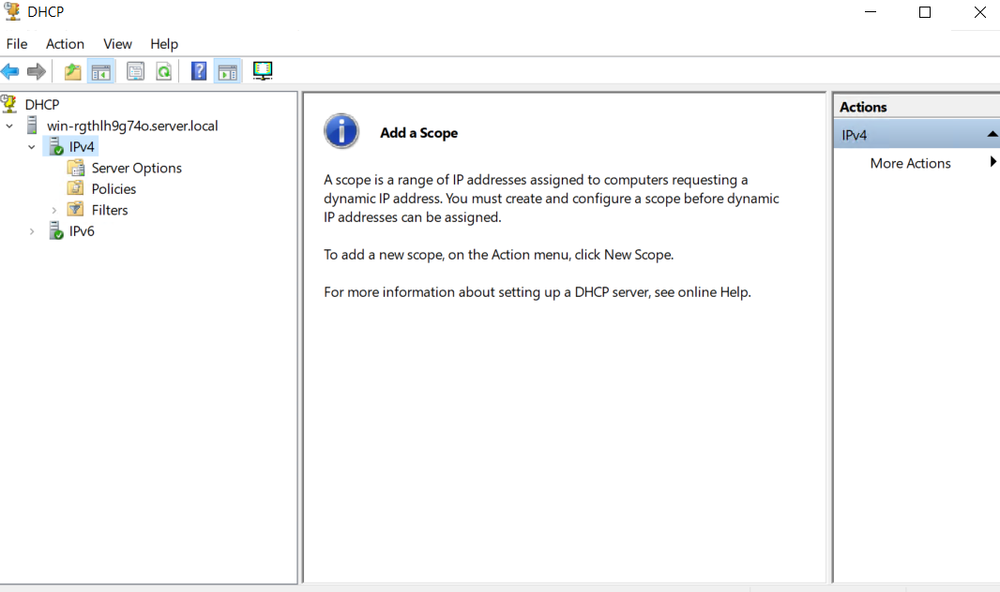 DHCP
File Action View Help
DHCP
win-rgthlh9g74o.server.local
IPv4
Server Options
Policies
Filters
IPv6
Add a Scope
A scope is a range of IP addresses assigned to computers requesting a
dynamic IP address. You must create and configure a scope before dynamic
IP addresses can be assigned.
To add a new scope, on the Action menu, click New Scope.
For more information about setting up a DHCP server, see online Help.
Actions
IPv4
More Actions